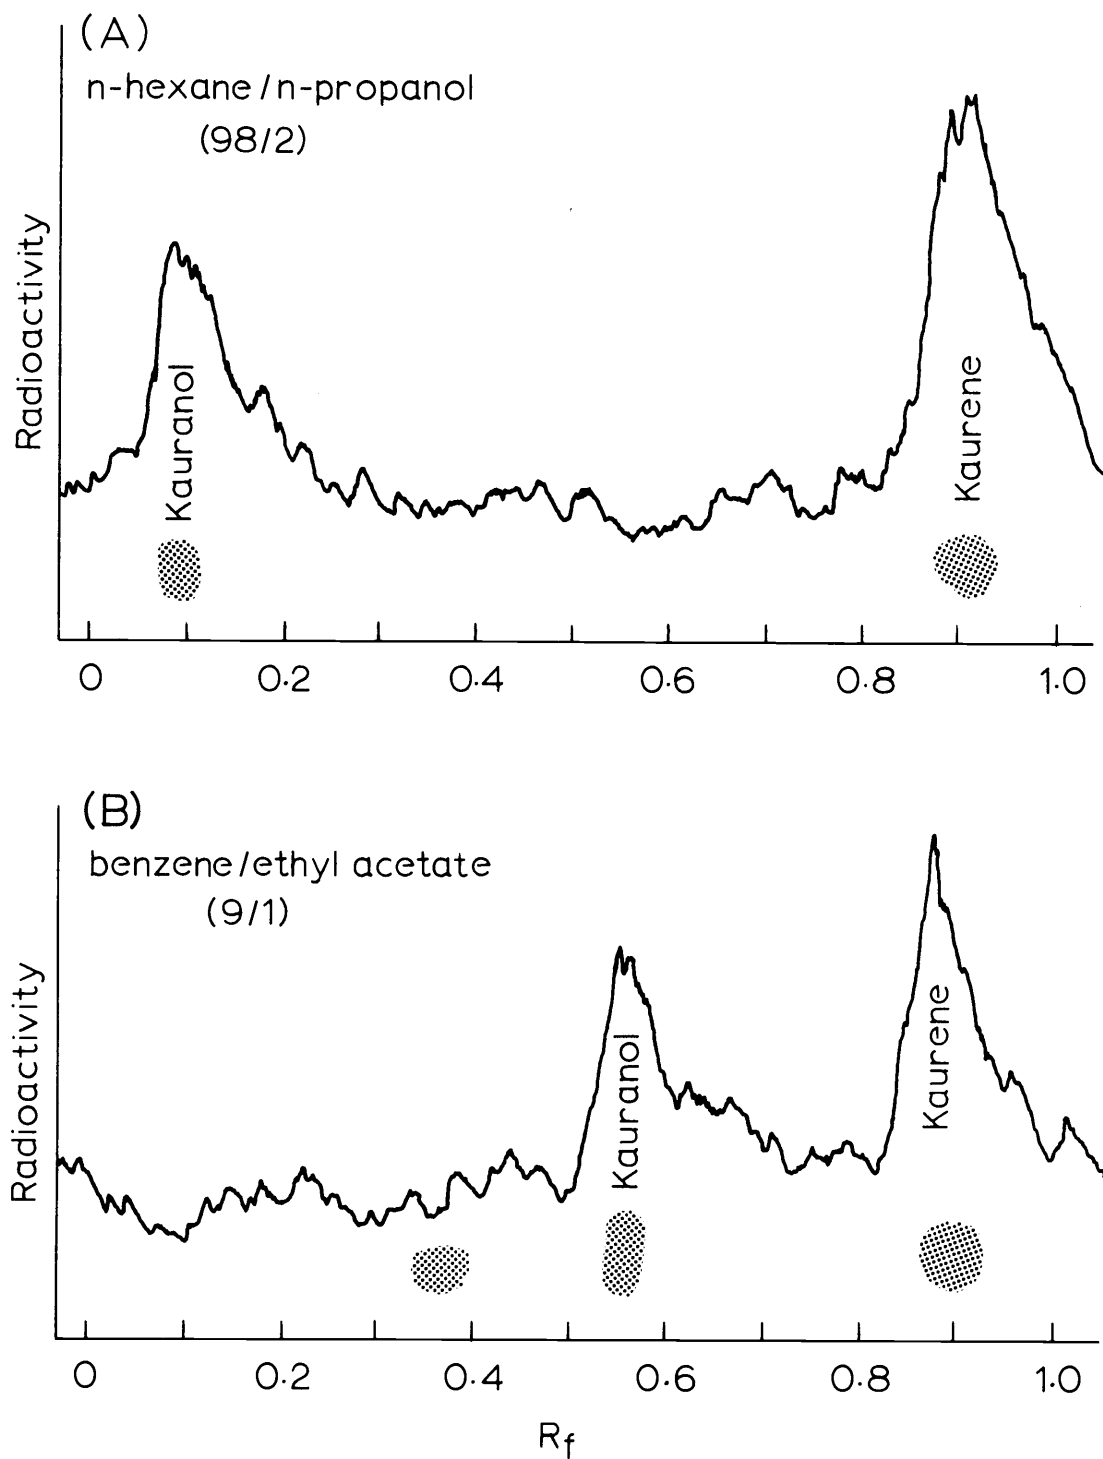 (A)
n-hexane/n-propanol
(98/2)
Radioactivity
Kauranol
Kaurene
0 0.2 0.4 0.6 0.8 1.0
(B)
benzene/ethyl acetate
(9/1)
Radioactivity
Kauranol
Kaurene
0 0.2 0.4 0.6 0.8 1.0
Rf